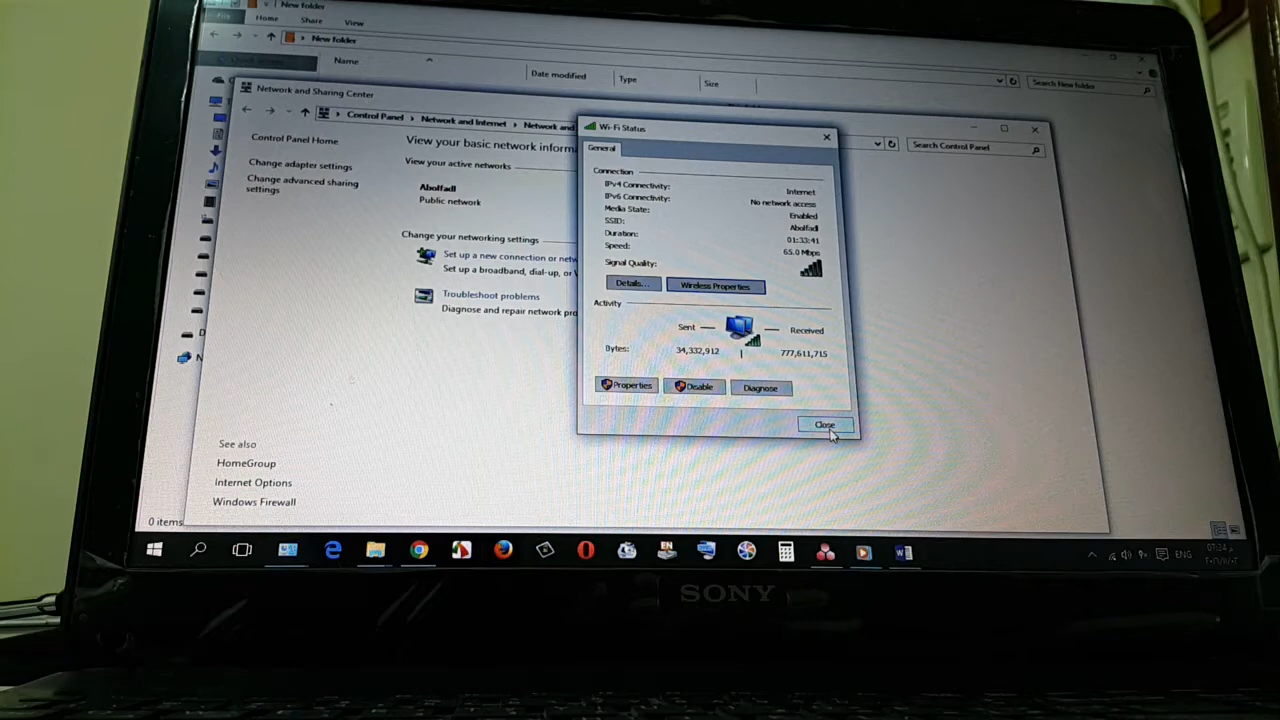 New folder
File Home Share View
New folder
Search New folder
Name Date modified Type Size
Network and Sharing Center
Control Panel Network and Internet Network and
Search Control Panel
Control Panel Home
Change adapter settings
Change advanced sharing
settings
View your basic network inform
View your active networks
Abolfadl
Public network
Change your networking settings
Set up a new connection or netw
Set up a broadband, dial-up, or V
Troubleshoot problems
Diagnose and repair network pro
See also
HomeGroup
Internet Options
Windows Firewall
0 items
Wi-Fi Status
General
Connection
IPv4 Connectivity: Internet
IPv6 Connectivity: No network access
Media State: Enabled
SSID: Abolfadl
Duration: 01:33:41
Speed: 65.0 Mbps
Signal Quality:
Details... Wireless Properties
Activity
Sent — — Received
Bytes: 34,332,912 | 777,611,715
Properties Disable Diagnose
Close
EN
ENG
SONY